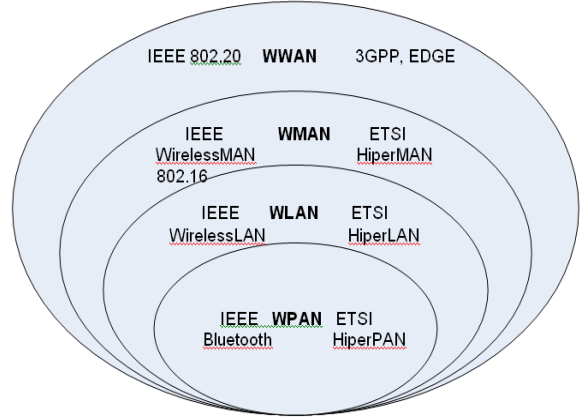 IEEE 802.20 WWAN 3GPP, EDGE
IEEE WMAN ETSI
WirelessMAN HiperMAN
802.16
IEEE WLAN ETSI
WirelessLAN HiperLAN
IEEE WPAN ETSI
Bluetooth HiperPAN